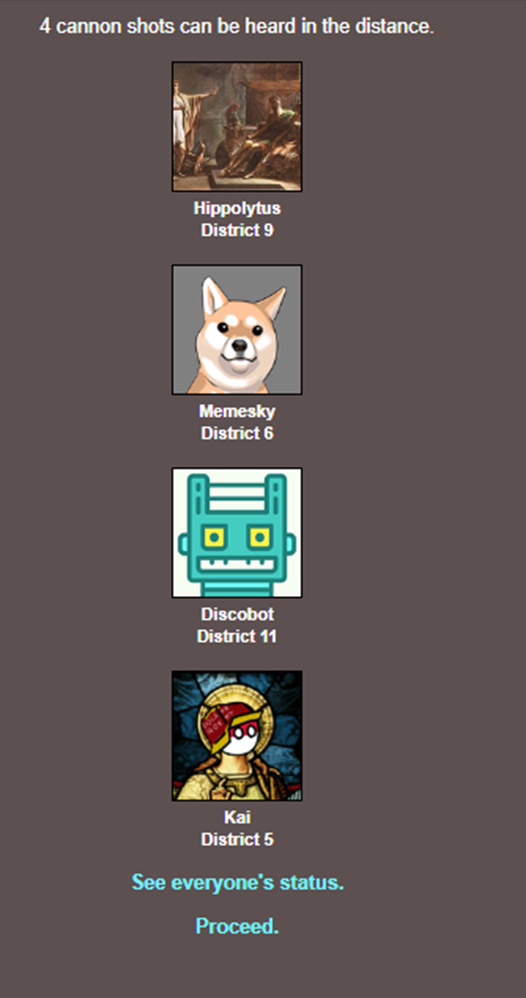 4 cannon shots can be heard in the distance.
Hippolytus
District 9
Memesky
District 6
Discobot
District 11
Kai
District 5
See everyone's status.
Proceed.